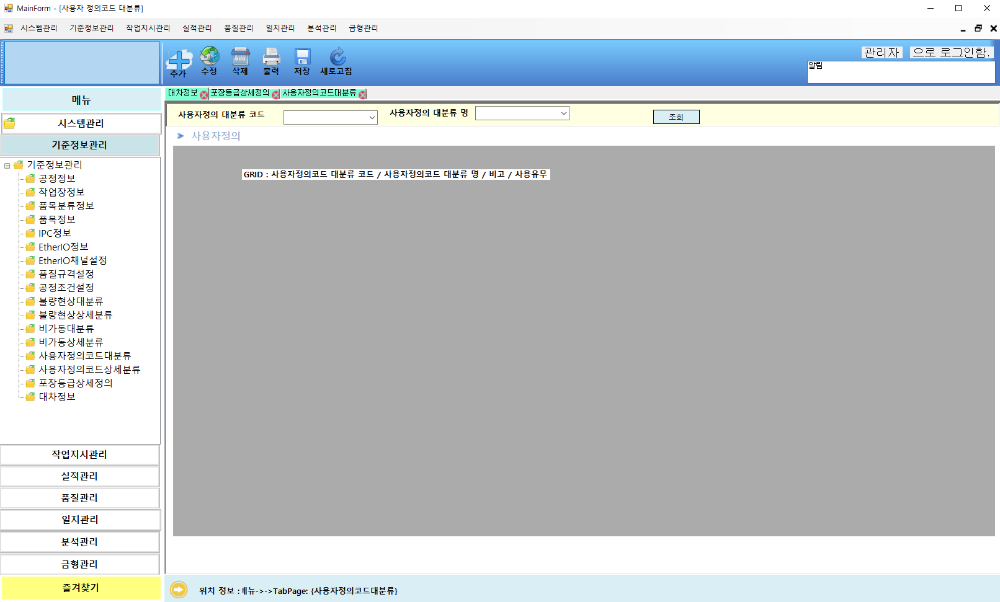 MainForm - [사용자 정의코드 대분류]
시스템관리 기준정보관리 작업지시관리 실적관리 품질관리 일지관리 분석관리 금형관리
추가 수정 삭제 출력 저장 새로고침
관리자 으로 로그인함.
알림
메뉴
시스템관리
기준정보관리
기준정보관리
공정정보
작업장정보
품목분류정보
품목정보
IPC정보
EtherIO정보
EtherIO채널설정
품질규격설정
공정조건설정
불량현상대분류
불량현상상세분류
비가동대분류
비가동상세분류
사용자정의코드대분류
사용자정의코드상세분류
포장등급상세정의
대차정보
작업지시관리
실적관리
품질관리
일지관리
분석관리
금형관리
즐겨찾기
대차정보 포장등급상세정의 사용자정의코드대분류
사용자정의 대분류 코드 사용자정의 대분류 명 조회
사용자정의
GRID : 사용자정의코드 대분류 코드 / 사용자정의코드 대분류 명 / 비고 / 사용유무
위치 정보 : 메뉴->->TabPage: {사용자정의코드대분류}